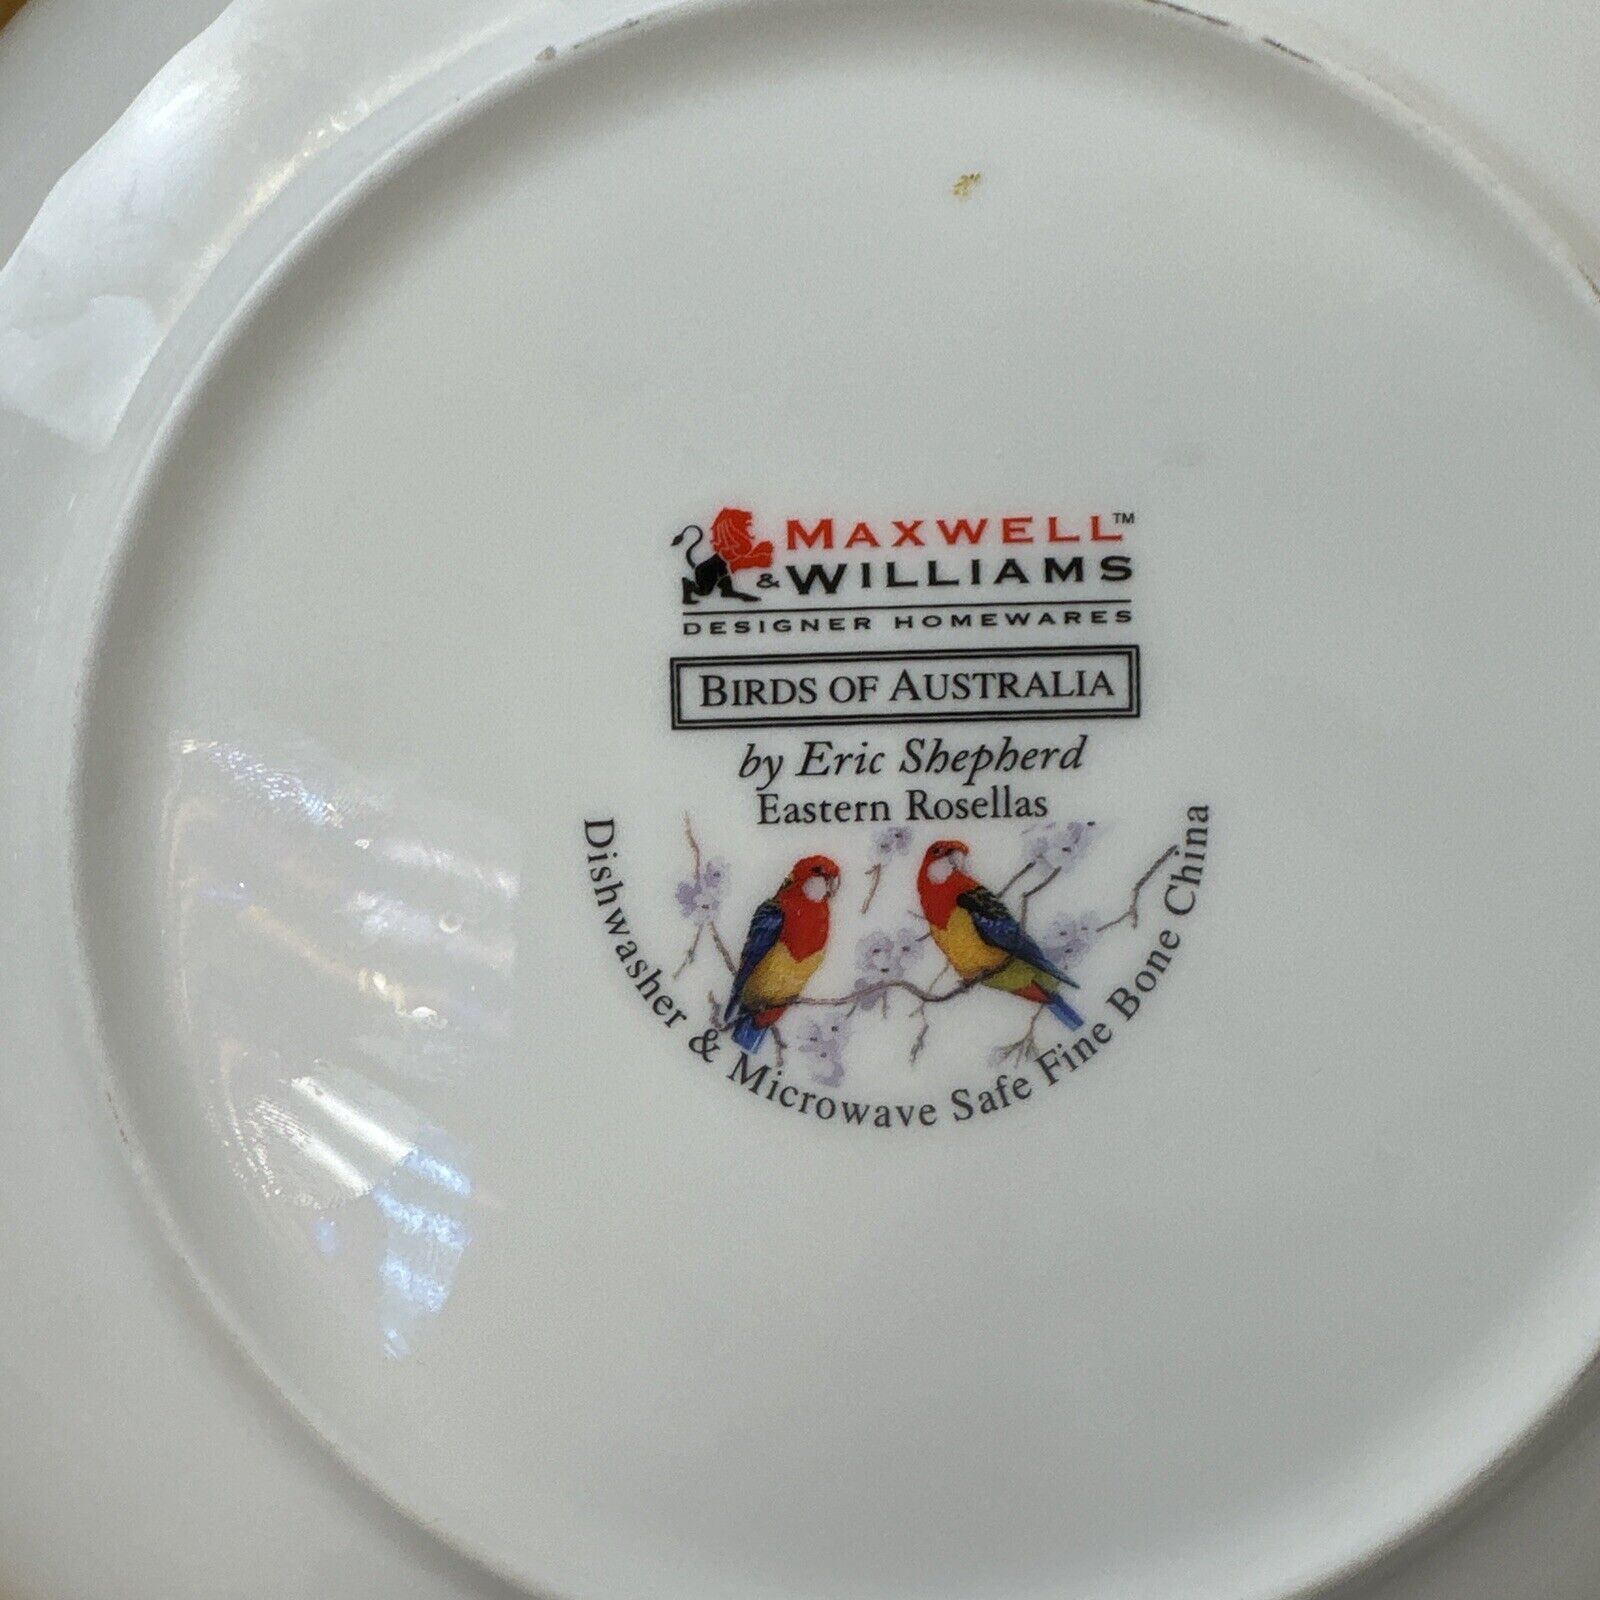 MAXWELL™
& WILLIAMS
DESIGNER HOMEWARES
BIRDS OF AUSTRALIA
by Eric Shepherd
Eastern Rosellas
Dishwasher & Microwave Safe Fine Bone China